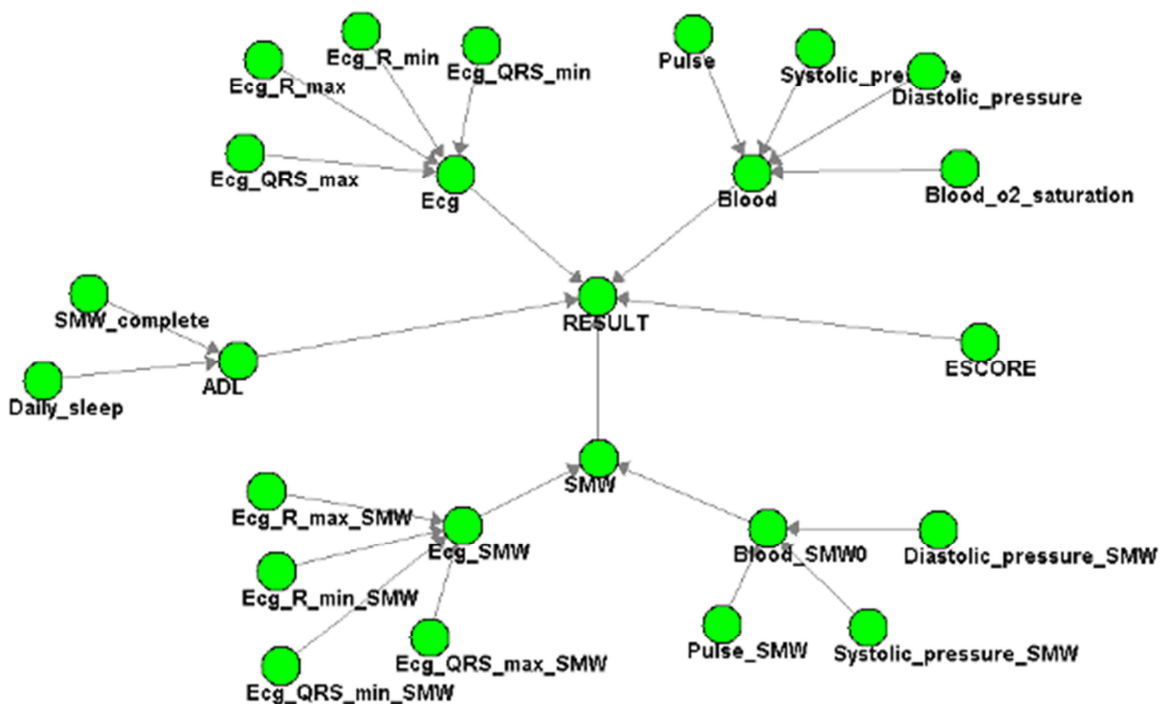 Ecg_R_min
Ecg_R_max
Ecg_QRS_min
Pulse
Systolic_pressure
Diastolic_pressure
Ecg_QRS_max
Ecg
Blood
Blood_o2_saturation
SMW_complete
RESULT
Daily_sleep
ADL
ESCORE
SMW
Ecg_R_max_SMW
Ecg_SMW
Blood_SMW0
Diastolic_pressure_SMW
Ecg_R_min_SMW
Ecg_QRS_max_SMW
Pulse_SMW
Systolic_pressure_SMW
Ecg_QRS_min_SMW